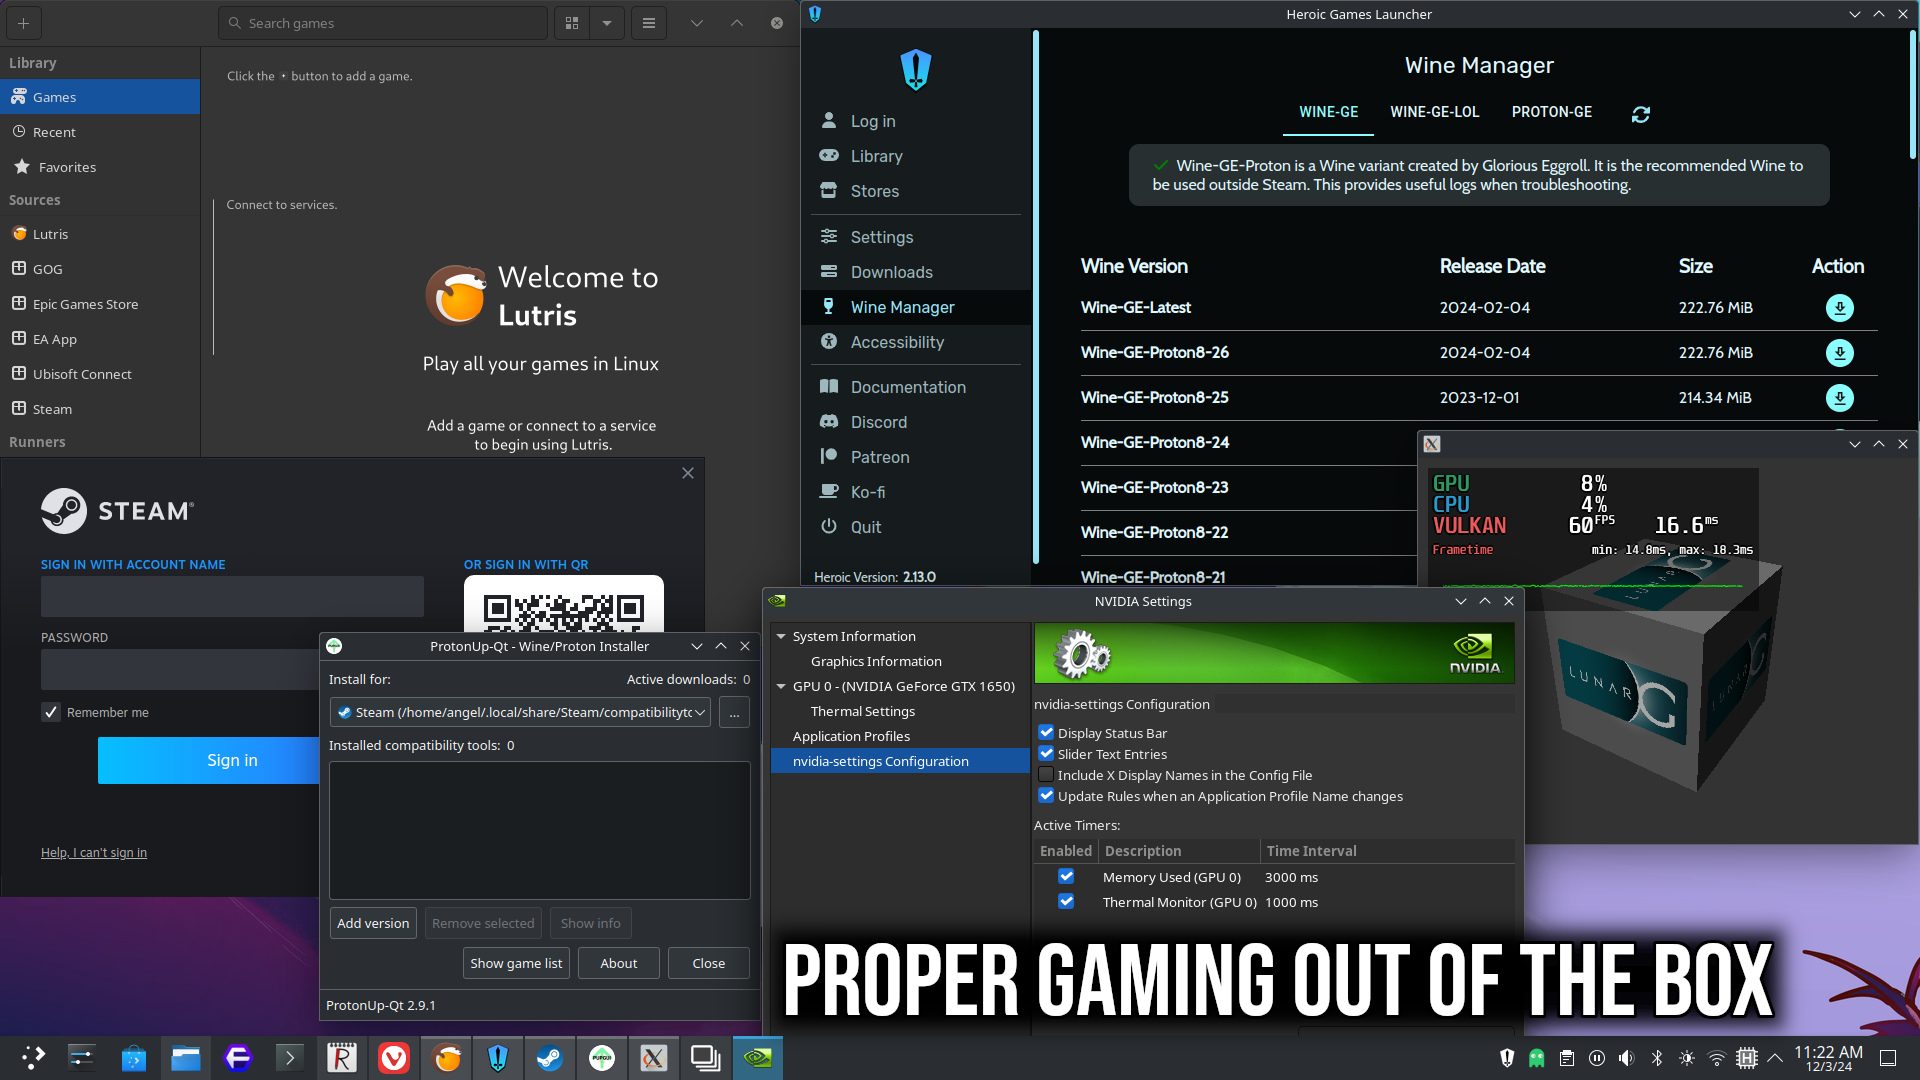 Search games
Library
Games
Recent
Favorites
Sources
Lutris
GOG
Epic Games Store
EA App
Ubisoft Connect
Steam
Runners
Click the + button to add a game.
Connect to services.
Welcome to
Lutris
Play all your games in Linux
Add a game or connect to a service
to begin using Lutris.
Heroic Games Launcher
Log in
Library
Stores
Settings
Downloads
Wine Manager
Accessibility
Documentation
Discord
Patreon
Ko-fi
Quit
Heroic Version: 2.13.0
Wine Manager
WINE-GE WINE-GE-LOL PROTON-GE
Wine-GE-Proton is a Wine variant created by Glorious Eggroll. It is the recommended Wine to
be used outside Steam. This provides useful logs when troubleshooting.
Wine Version Release Date Size Action
Wine-GE-Latest 2024-02-04 222.76 MiB
Wine-GE-Proton8-26 2024-02-04 222.76 MiB
Wine-GE-Proton8-25 2023-12-01 214.34 MiB
Wine-GE-Proton8-24
Wine-GE-Proton8-23
Wine-GE-Proton8-22
Wine-GE-Proton8-21
GPU 8%
CPU 4%
VULKAN 60 FPS 16.6 ms
Frametime min: 14.8ms, max: 18.3ms
LUNAR G
STEAM
SIGN IN WITH ACCOUNT NAME
OR SIGN IN WITH QR
PASSWORD
Remember me
Sign in
Help, I can't sign in
ProtonUp-Qt - Wine/Proton Installer
Install for: Active downloads: 0
Steam (/home/angel/.local/share/Steam/compatibilityto
...
Installed compatibility tools: 0
Add version Remove selected Show info
Show game list About Close
ProtonUp-Qt 2.9.1
NVIDIA Settings
System Information
Graphics Information
GPU 0 - (NVIDIA GeForce GTX 1650)
Thermal Settings
Application Profiles
nvidia-settings Configuration
NVIDIA
nvidia-settings Configuration
Display Status Bar
Slider Text Entries
Include X Display Names in the Config File
Update Rules when an Application Profile Name changes
Active Timers:
Enabled Description Time Interval
Memory Used (GPU 0) 3000 ms
Thermal Monitor (GPU 0) 1000 ms
PROPER GAMING OUT OF THE BOX
11:22 AM
12/3/24